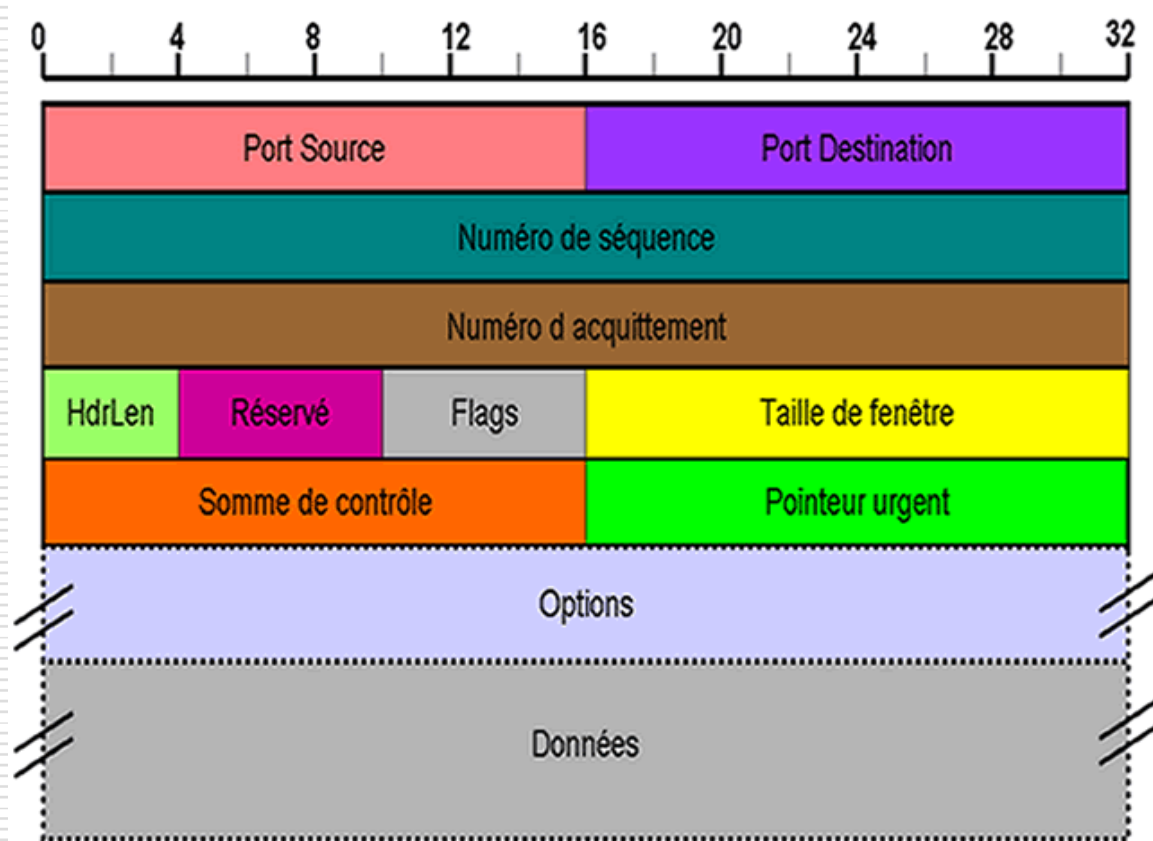 0 4 8 12 16 20 24 28 32
Port Source Port Destination
Numéro de séquence
Numéro d acquittement
HdrLen Réservé Flags Taille de fenêtre
Somme de contrôle Pointeur urgent
Options
Données